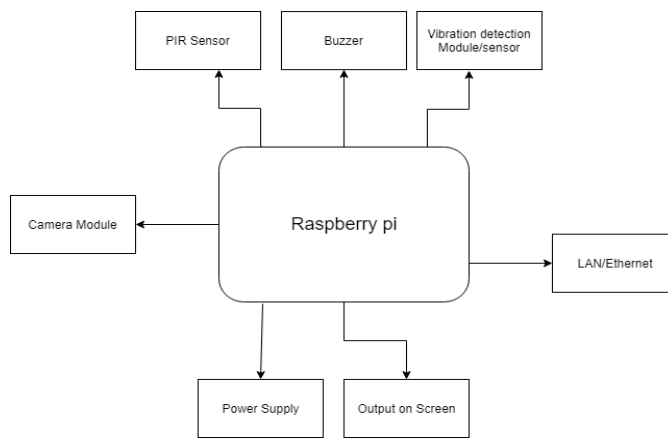 PIR Sensor
Buzzer
Vibration detection
Module/sensor
Camera Module
Raspberry pi
LAN/Ethernet
Power Supply
Output on Screen